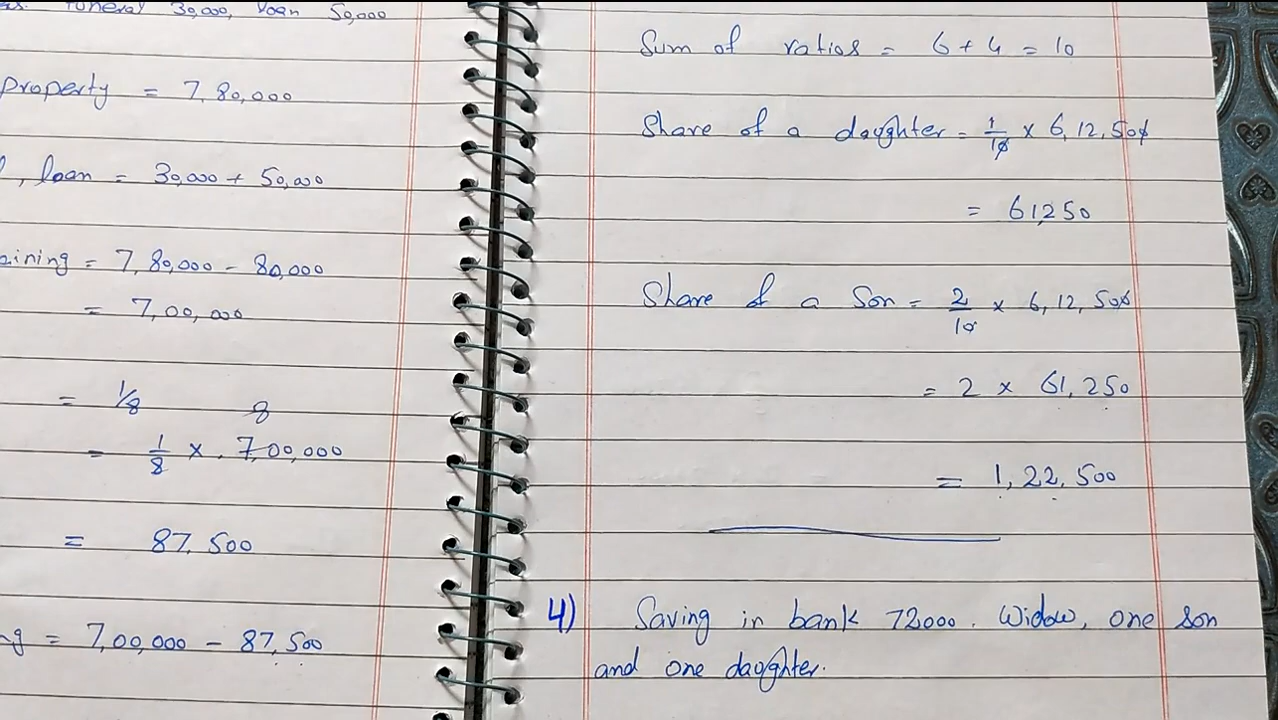 funeral 30,000, loan 50,000
property = 7,80,000
, loan = 30,000 + 50,000
aining = 7,80,000 - 80,000
= 7,00,000
= 1/8
8
= 1/8 × 7,00,000
= 87,500
ng = 7,00,000 - 87,500
Sum of ratios = 6 + 4 = 10
Share of a daughter = 1/10 × 6,12,500
= 61,250
Share of a Son = 2/10 × 6,12,500
= 2 × 61,250
= 1,22,500
4) Saving in bank 72000. Widow, one son
and one daughter.